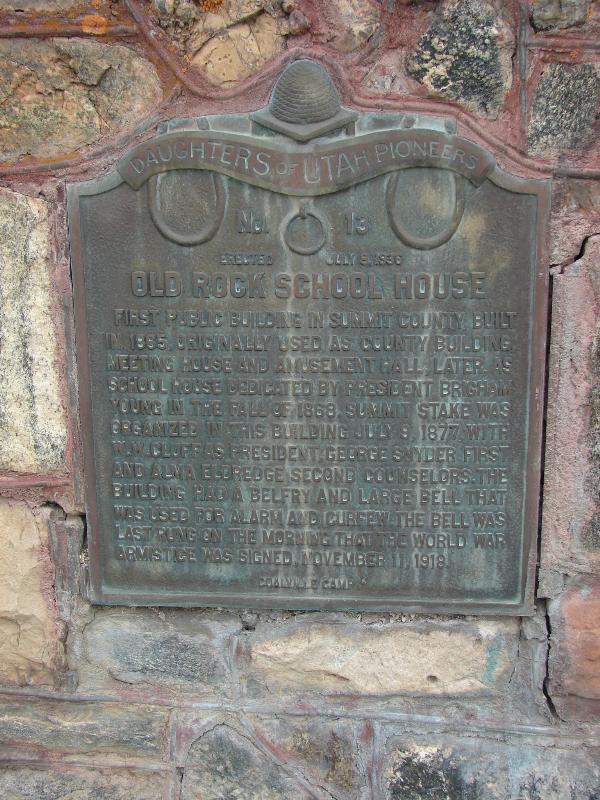 DAUGHTERS OF UTAH PIONEERS
No. 13
ERECTED JULY 9, 1936
OLD ROCK SCHOOL HOUSE
FIRST PUBLIC BUILDING IN SUMMIT COUNTY, BUILT
IN 1865. ORIGINALLY USED AS COUNTY BUILDING,
MEETING HOUSE AND AMUSEMENT HALL. LATER, AS
SCHOOL HOUSE DEDICATED BY PRESIDENT BRIGHAM
YOUNG IN THE FALL OF 1868. SUMMIT STAKE WAS
ORGANIZED IN THIS BUILDING JULY 9, 1877, WITH
W.W. CLUFF AS PRESIDENT, GEORGE SNYDER FIRST
AND ALMA ELDREDGE SECOND COUNSELORS. THE
BUILDING HAD A BELFRY AND LARGE BELL THAT
WAS USED FOR ALARM AND CURFEW. THE BELL WAS
LAST RUNG ON THE MORNING THAT THE WORLD WAR
ARMISTICE WAS SIGNED, NOVEMBER 11, 1918.
COALVILLE CAMP